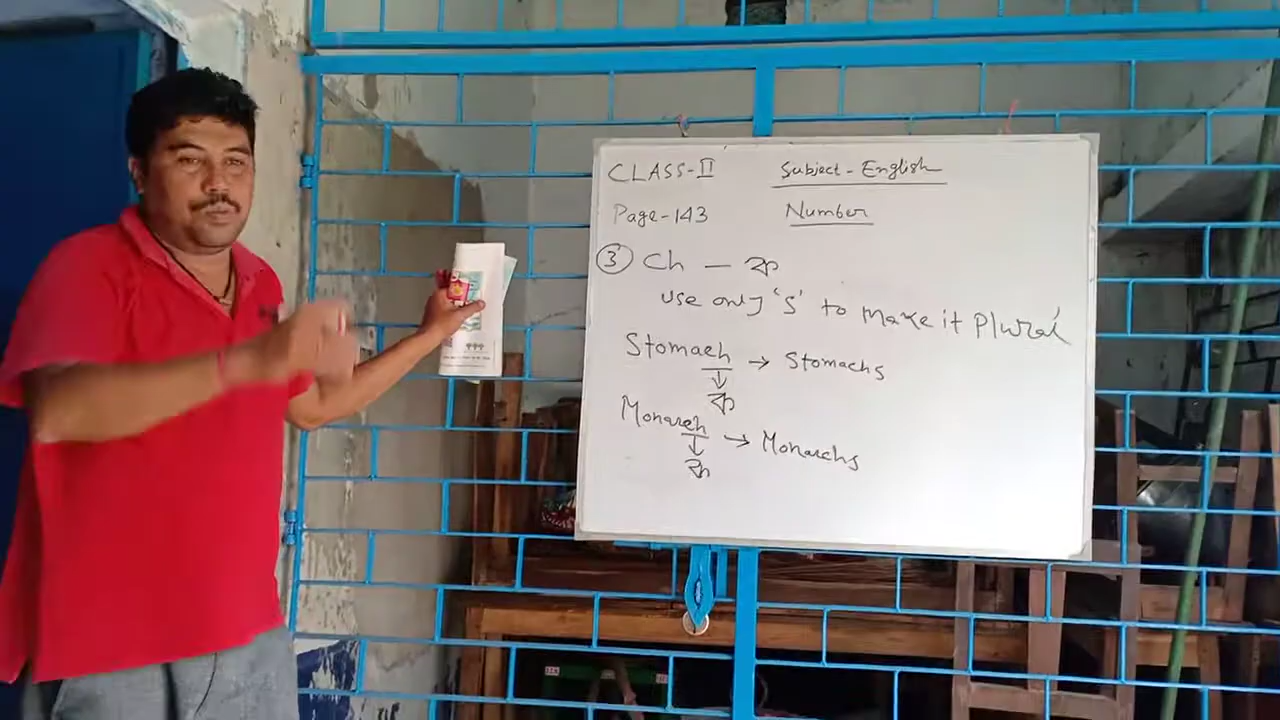 CLASS-II Subject-English
Page-143 Number
③ Ch — ক
use only 's' to make it Plural
Stomach → Stomachs
↓
ক
Monarch → Monarchs
↓
ক